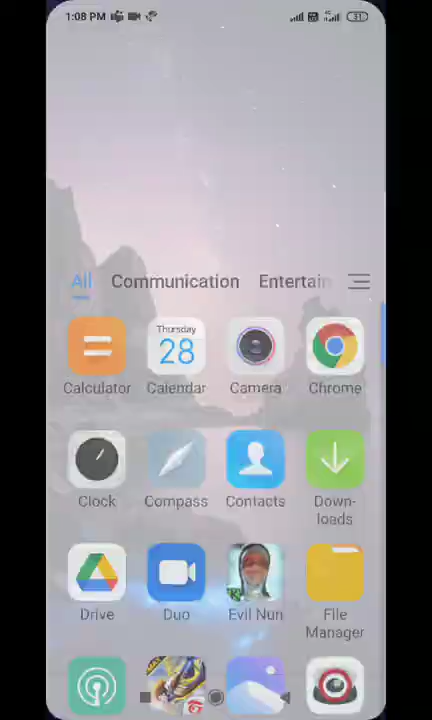 1:08 PM 31
All Communication Entertain
Thursday
28
Calculator Calendar Camera Chrome
Clock Compass Contacts Down-
loads
Drive Duo Evil Nun File
Manager